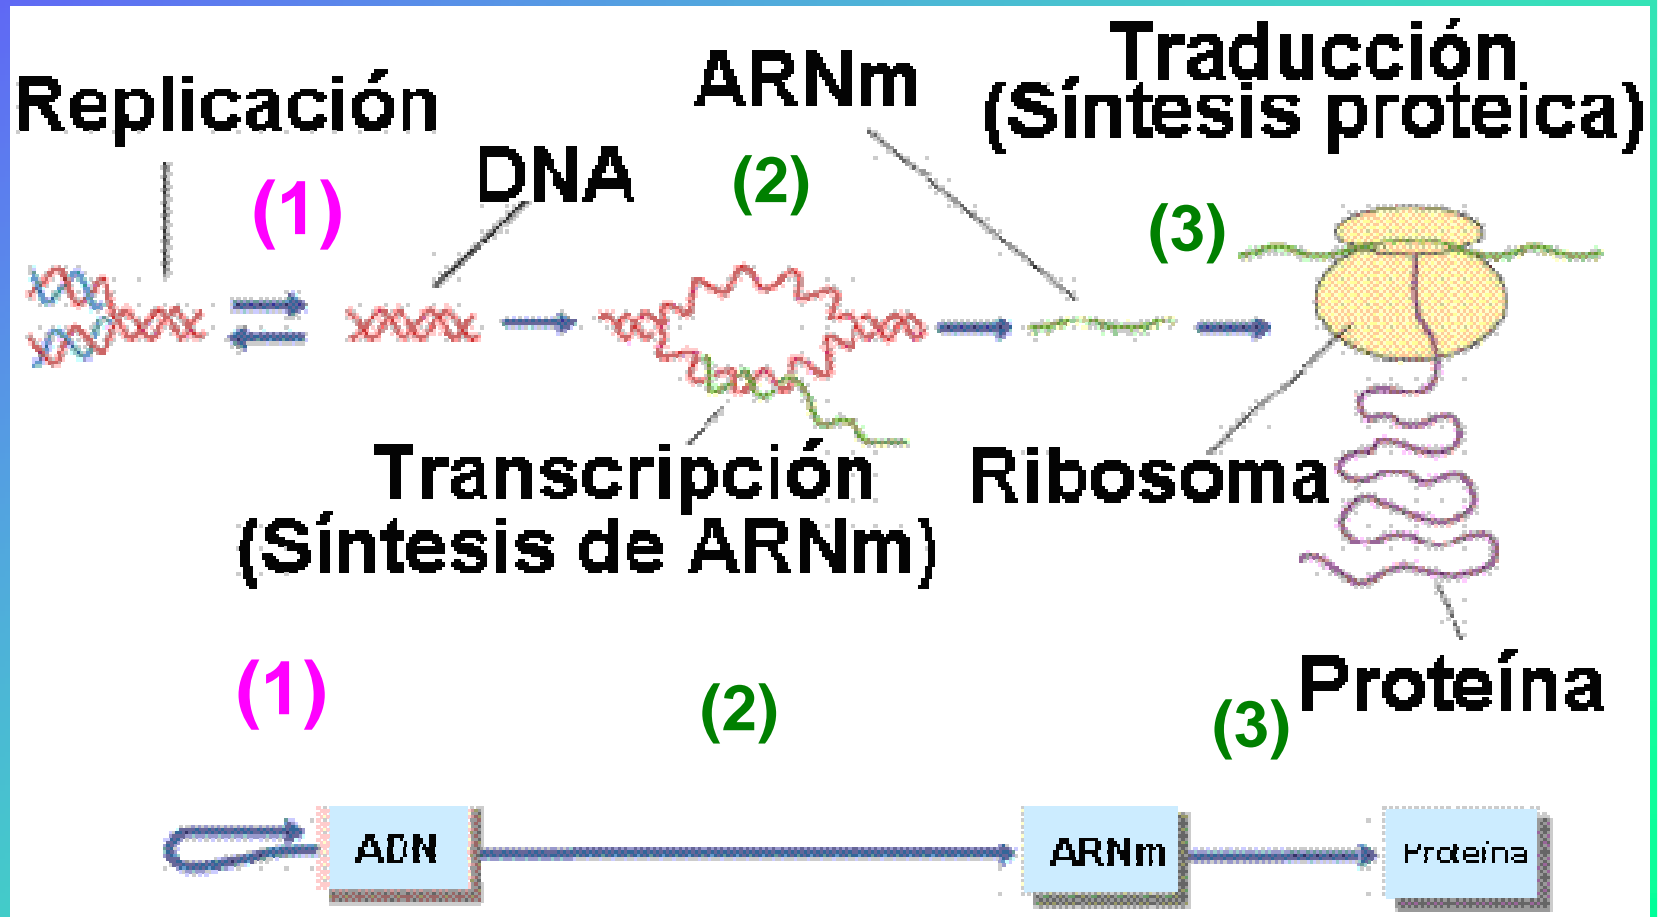 Replicación
(1)
DNA
ARNm
(2)
Traducción
(Síntesis proteica)
(3)
Transcripción
(Síntesis de ARNm)
Ribosoma
Proteína
(1)
(2)
(3)
ADN
ARNm
Proteína